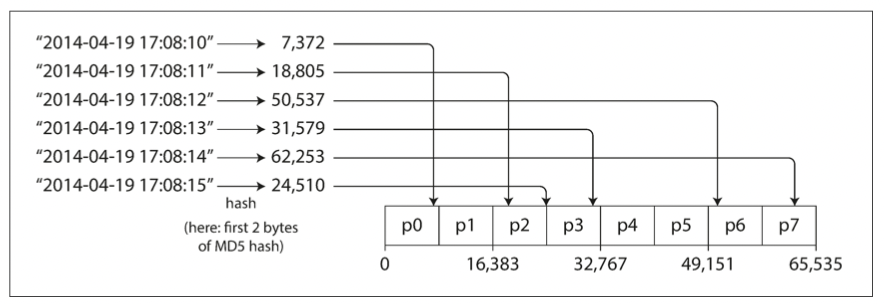 “2014-04-19 17:08:10” 7,372
“2014-04-19 17:08:11” 18,805
“2014-04-19 17:08:12” 50,537
“2014-04-19 17:08:13” 31,579
“2014-04-19 17:08:14” 62,253
“2014-04-19 17:08:15” 24,510
hash
(here: first 2 bytes
of MD5 hash)
p0 p1 p2 p3 p4 p5 p6 p7
0 16,383 32,767 49,151 65,535